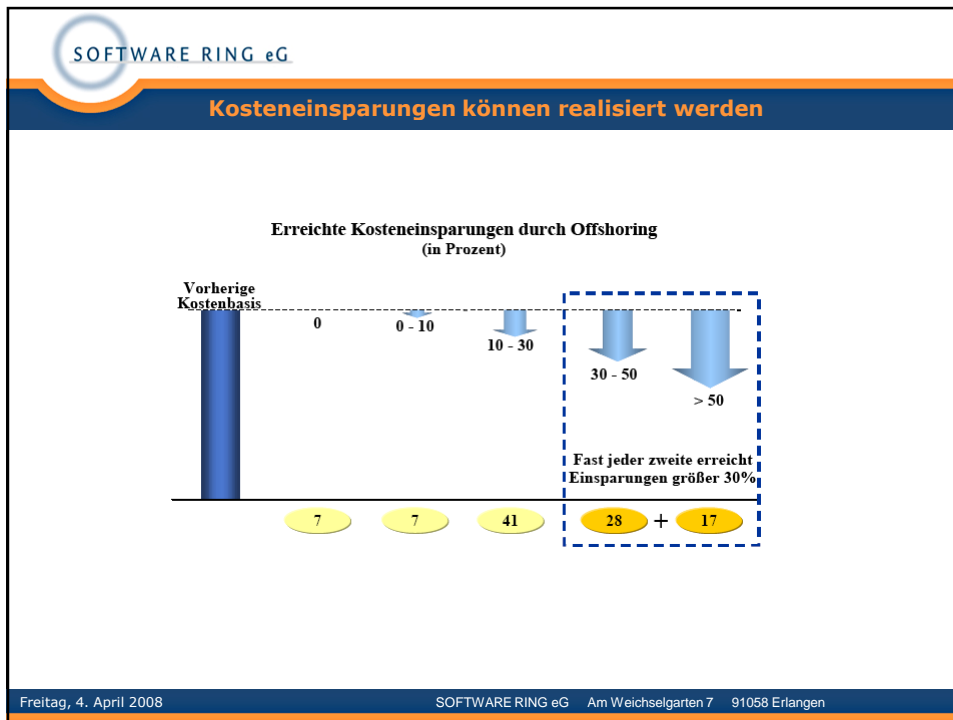 SOFTWARE RING eG
Kosteneinsparungen können realisiert werden
Erreichte Kosteneinsparungen durch Offshoring
(in Prozent)
Vorherige
Kostenbasis
0
0 - 10
10 - 30
30 - 50
> 50
Fast jeder zweite erreicht
Einsparungen größer 30%
7 7 41 28 + 17
Freitag, 4. April 2008 SOFTWARE RING eG Am Weichselgarten 7 91058 Erlangen